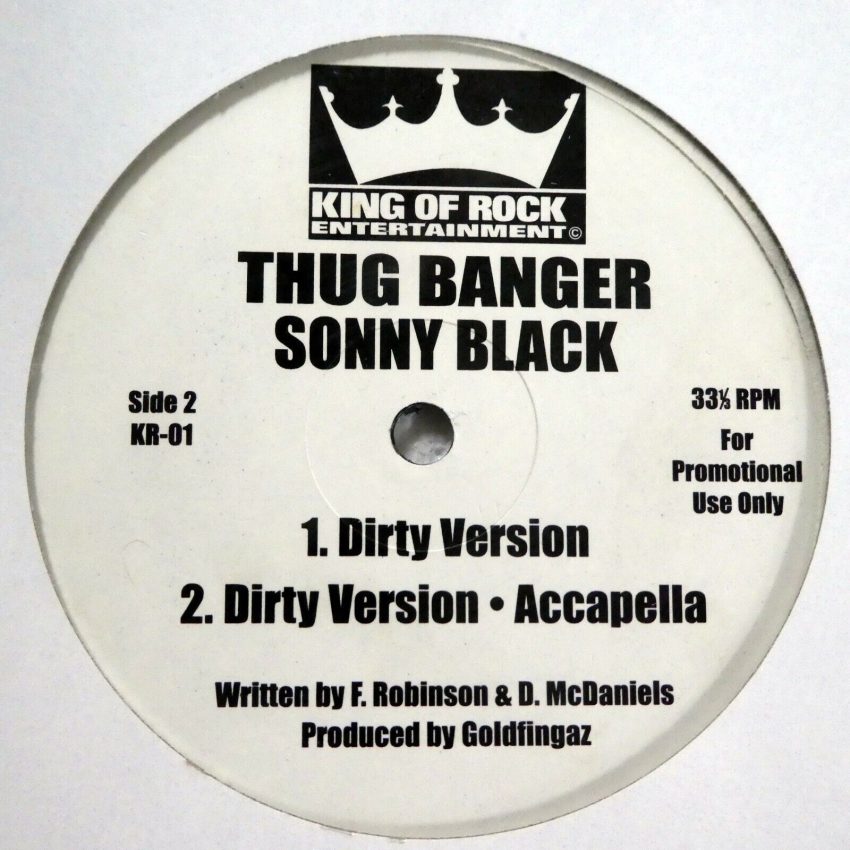 KING OF ROCK
ENTERTAINMENT©
THUG BANGER
SONNY BLACK
Side 2
KR-01
33⅓ RPM
For
Promotional
Use Only
1. Dirty Version
2. Dirty Version • Accapella
Written by F. Robinson & D. McDaniels
Produced by Goldfingaz